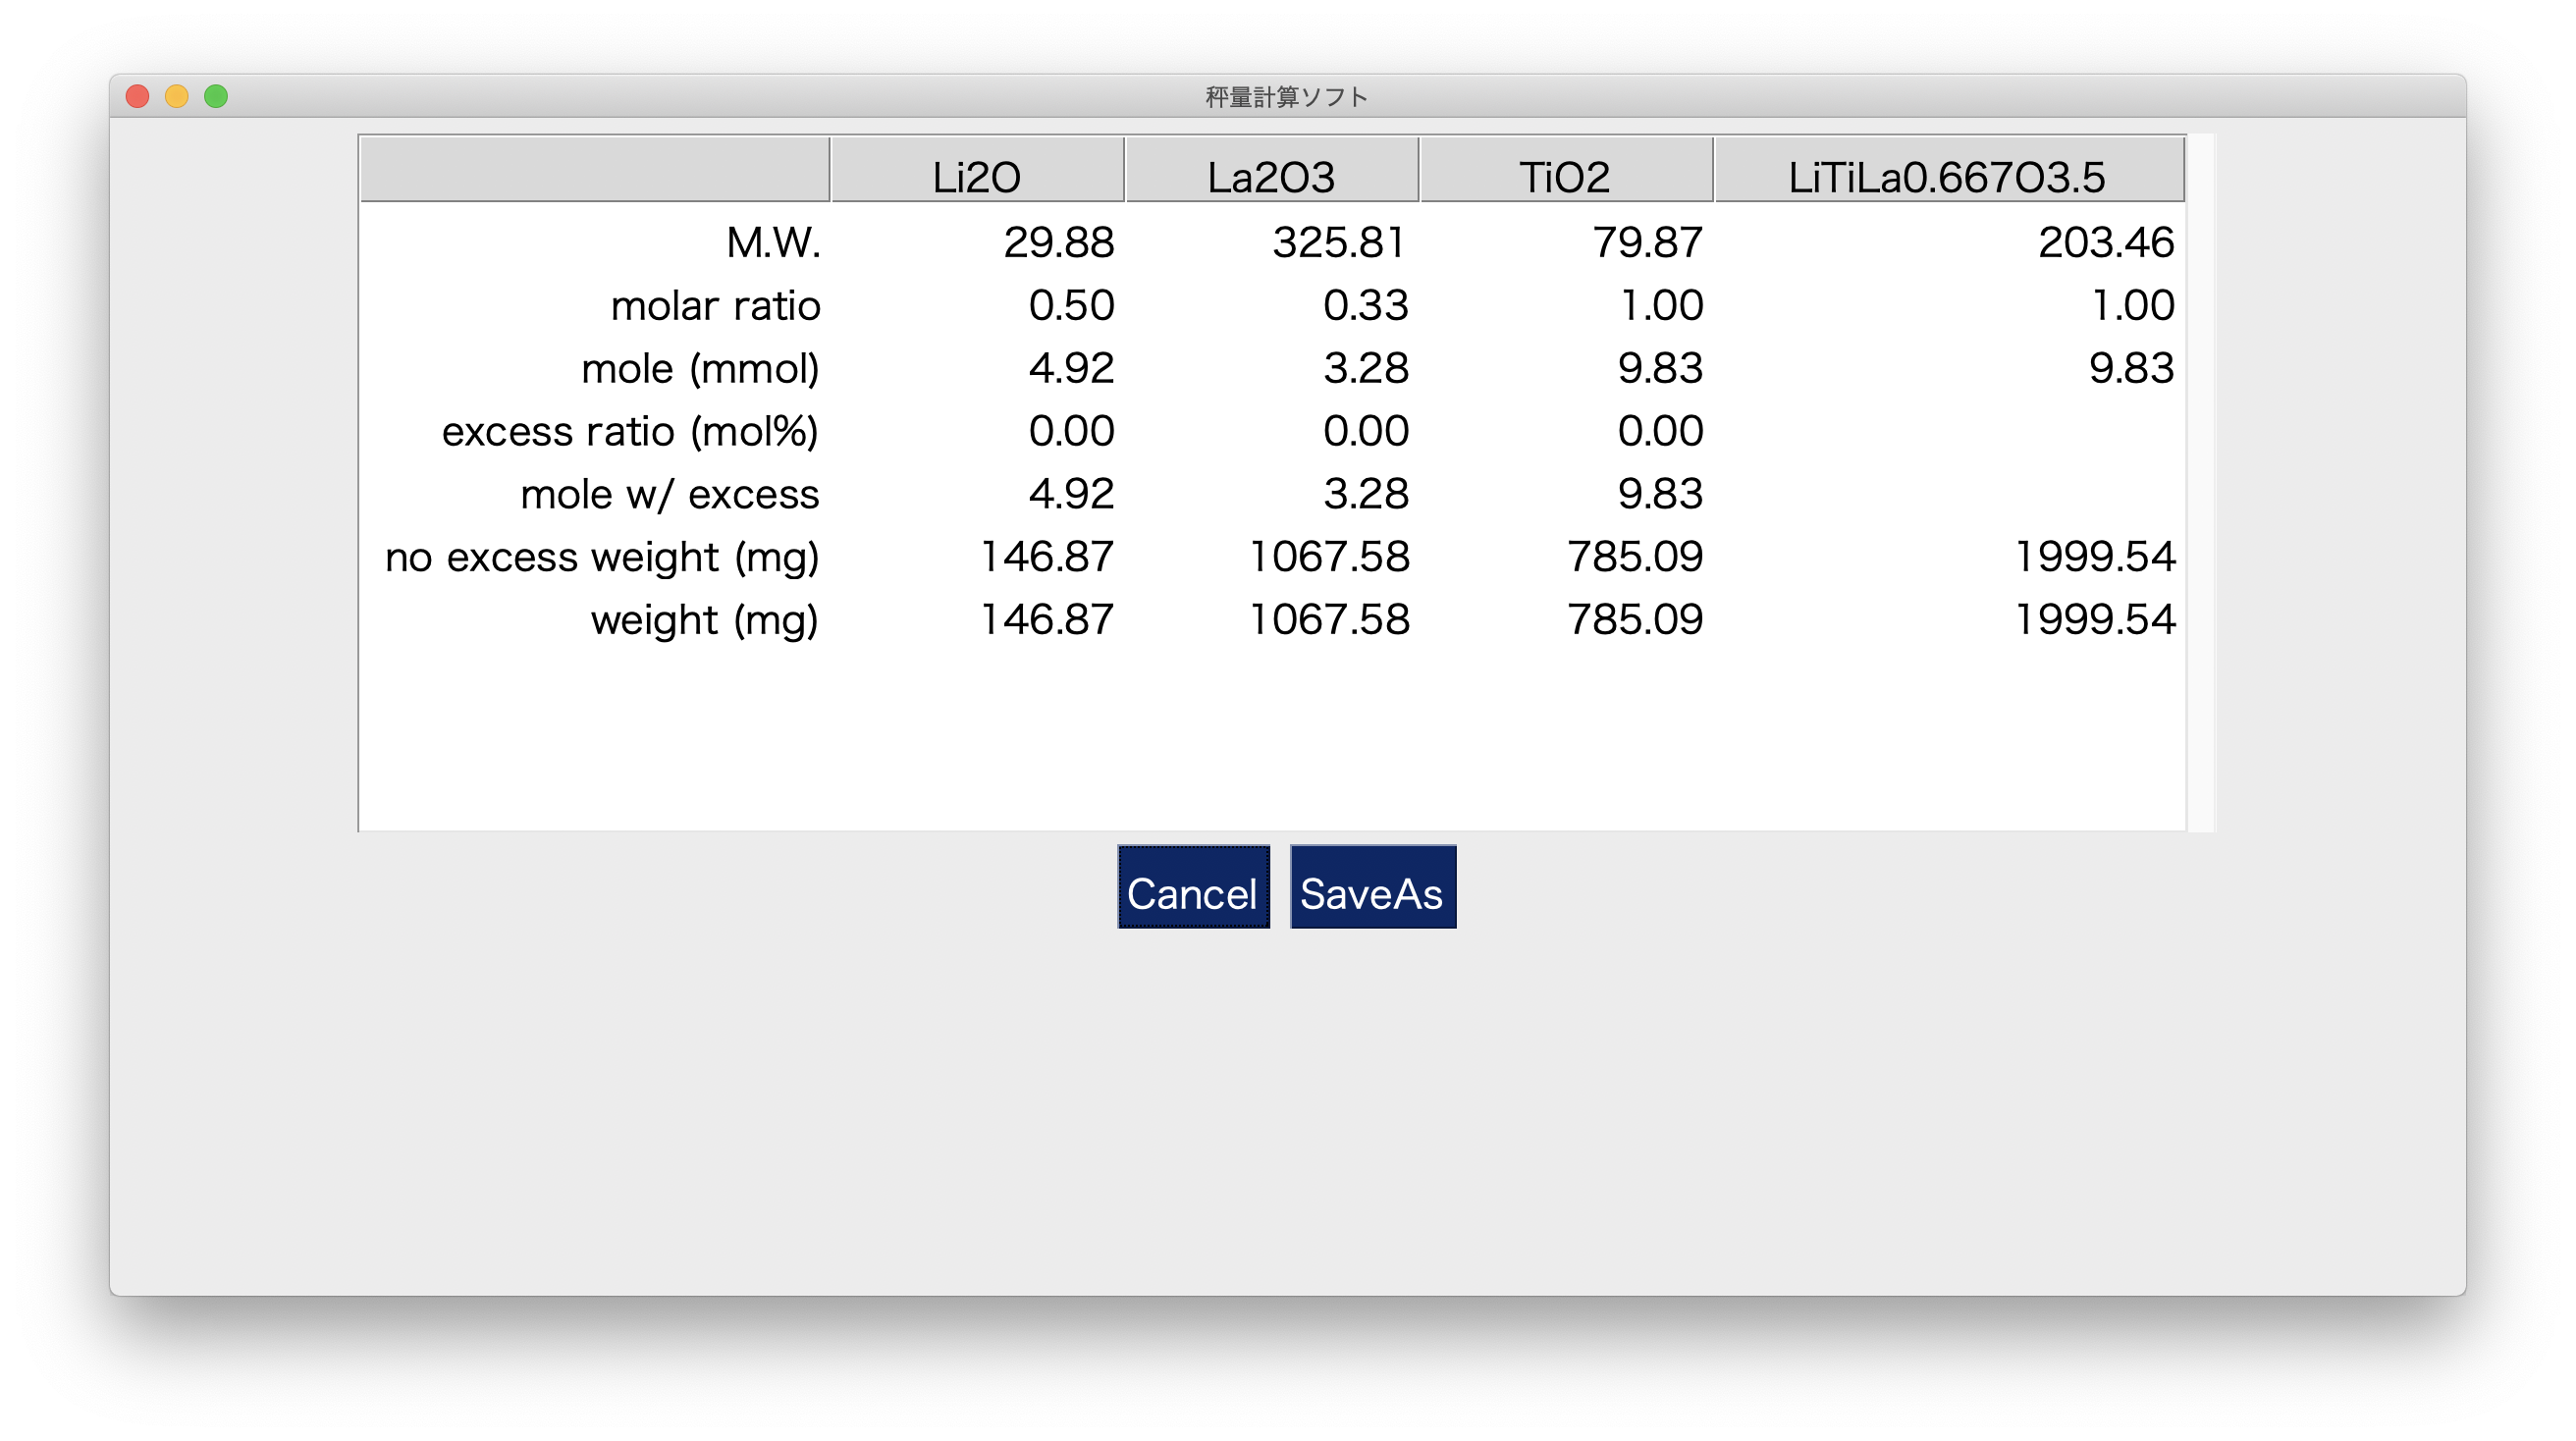 秤量計算ソフト
Li2O La2O3 TiO2 LiTiLa0.667O3.5
M.W. 29.88 325.81 79.87 203.46
molar ratio 0.50 0.33 1.00 1.00
mole (mmol) 4.92 3.28 9.83 9.83
excess ratio (mol%) 0.00 0.00 0.00
mole w/ excess 4.92 3.28 9.83
no excess weight (mg) 146.87 1067.58 785.09 1999.54
weight (mg) 146.87 1067.58 785.09 1999.54
Cancel SaveAs